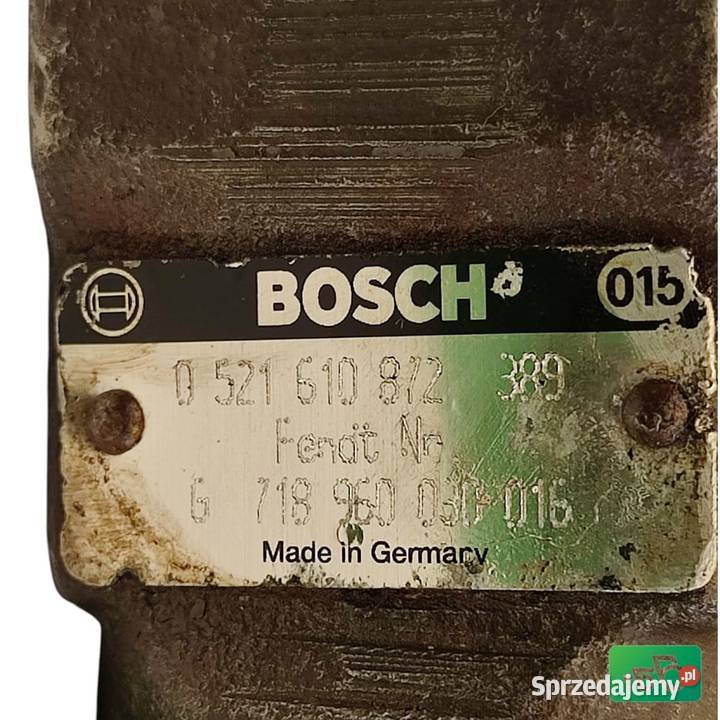 BOSCH 015
0 521 610 872 389
Fendt Nr
G 718 960 030 016
Made in Germany
Sprzedajemy.pl